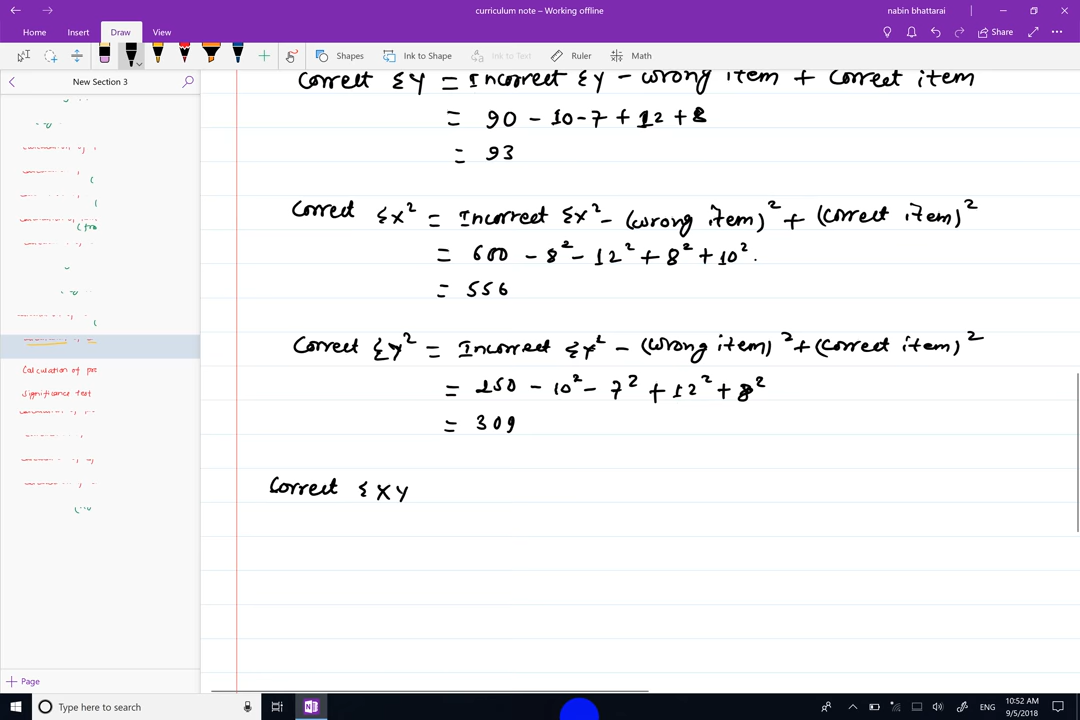 curriculum note – Working offline
nabin bhattarai
Home Insert Draw View
Share
Shapes Ink to Shape Ink to Text Ruler Math
New Section 3
Calculation of pr
Significance test
Page
Correct ΣY = Incorrect ΣY - wrong item + correct item
= 90 - 10 - 7 + 12 + 8
= 93
Correct Σx² = Incorrect Σx² - (wrong item)² + (correct item)²
= 600 - 8² - 12² + 8² + 10²
= 556
Correct Σy² = Incorrect Σy² - (wrong item)² + (correct item)²
= 250 - 10² - 7² + 12² + 8²
= 309
Correct ΣXY
Type here to search
ENG
10:52 AM
9/5/2018